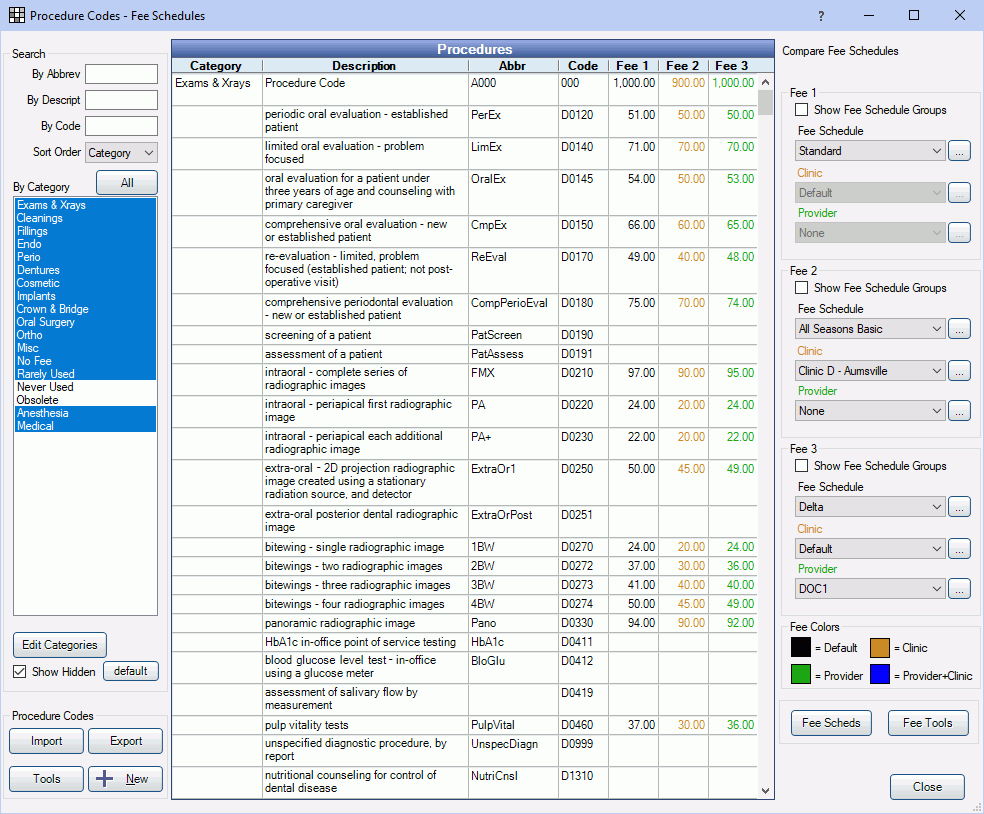 Procedure Codes - Fee Schedules
?
Search
By Abbrev
By Descript
By Code
Sort Order Category
By Category All
Exams & Xrays
Cleanings
Fillings
Endo
Perio
Dentures
Cosmetic
Implants
Crown & Bridge
Oral Surgery
Ortho
Misc
No Fee
Rarely Used
Never Used
Obsolete
Anesthesia
Medical
Edit Categories
Show Hidden default
Procedure Codes
Import Export
Tools New
Procedures
Category Description Abbr Code Fee 1 Fee 2 Fee 3
Exams & Xrays Procedure Code A000 000 1,000.00 900.00 1,000.00
periodic oral evaluation - established PerEx D0120 51.00 50.00 50.00
patient
limited oral evaluation - problem LimEx D0140 71.00 70.00 70.00
focused
oral evaluation for a patient under OralEx D0145 54.00 50.00 53.00
three years of age and counseling with
primary caregiver
comprehensive oral evaluation - new CmpEx D0150 66.00 60.00 65.00
or established patient
re-evaluation - limited, problem ReEval D0170 49.00 40.00 48.00
focused (established patient; not post-
operative visit)
comprehensive periodontal evaluation CompPerioEval D0180 75.00 70.00 74.00
- new or established patient
screening of a patient PatScreen D0190
assessment of a patient PatAssess D0191
intraoral - complete series of FMX D0210 97.00 90.00 95.00
radiographic images
intraoral - periapical first radiographic PA D0220 24.00 20.00 24.00
image
intraoral - periapical each additional PA+ D0230 22.00 20.00 22.00
radiographic image
extra-oral - 2D projection radiographic ExtraOr1 D0250 50.00 45.00 49.00
image created using a stationary
radiation source, and detector
extra-oral posterior dental radiographic ExtraOrPost D0251
image
bitewing - single radiographic image 1BW D0270 24.00 20.00 24.00
bitewings - two radiographic images 2BW D0272 37.00 30.00 36.00
bitewings - three radiographic images 3BW D0273 41.00 40.00 40.00
bitewings - four radiographic images 4BW D0274 50.00 45.00 49.00
panoramic radiographic image Pano D0330 94.00 90.00 92.00
HbA1c in-office point of service testing HbA1c D0411
blood glucose level test - in-office BloGlu D0412
using a glucose meter
assessment of salivary flow by D0419
measurement
pulp vitality tests PulpVital D0460 37.00 30.00 36.00
unspecified diagnostic procedure, by UnspecDiagn D0999
report
nutritional counseling for control of NutriCnsl D1310
dental disease
Compare Fee Schedules
Fee 1
Show Fee Schedule Groups
Fee Schedule
Standard ...
Clinic
Default ...
Provider
None ...
Fee 2
Show Fee Schedule Groups
Fee Schedule
All Seasons Basic ...
Clinic
Clinic D - Aumsville ...
Provider
None ...
Fee 3
Show Fee Schedule Groups
Fee Schedule
Delta ...
Clinic
Default ...
Provider
DOC1 ...
Fee Colors
= Default = Clinic
= Provider = Provider+Clinic
Fee Scheds Fee Tools
Close